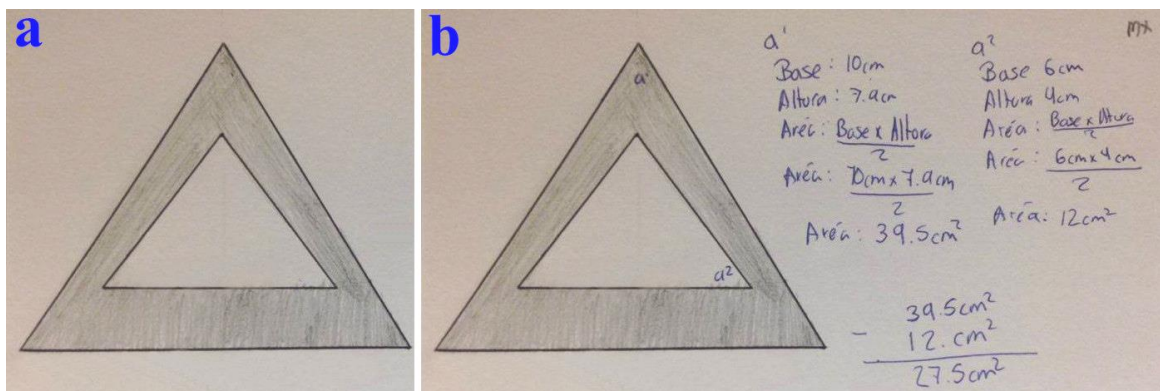 a
b
mx
a¹
a²
a¹
Base: 10cm
Altura: 7.9cm
Aréa: Base x Altura
2
Aréa: 10cm x 7.9cm
2
Aréa: 39.5cm²
a²
Base 6cm
Altura 4cm
Aréa: Base x Altura
2
Aréa: 6cm x 4cm
2
Aréa: 12cm²
39.5cm²
- 12.cm²
27.5cm²